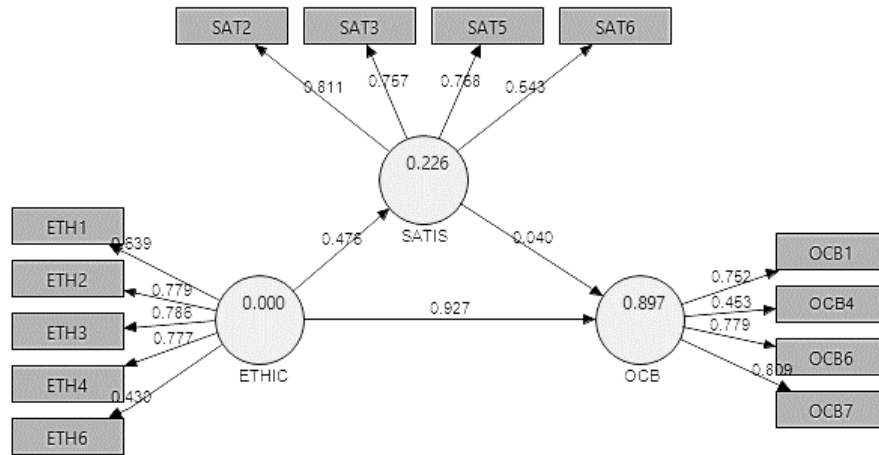 SAT2 SAT3 SAT5 SAT6
0.811 0.757 0.768 0.543
0.226
SATIS
ETH1
0.639
ETH2
0.779
ETH3
0.786
ETH4
0.777
ETH6
0.430
0.476
0.040
0.000
ETHIC
0.927
0.897
OCB
OCB1
0.752
OCB4
0.453
OCB6
0.779
OCB7
0.809